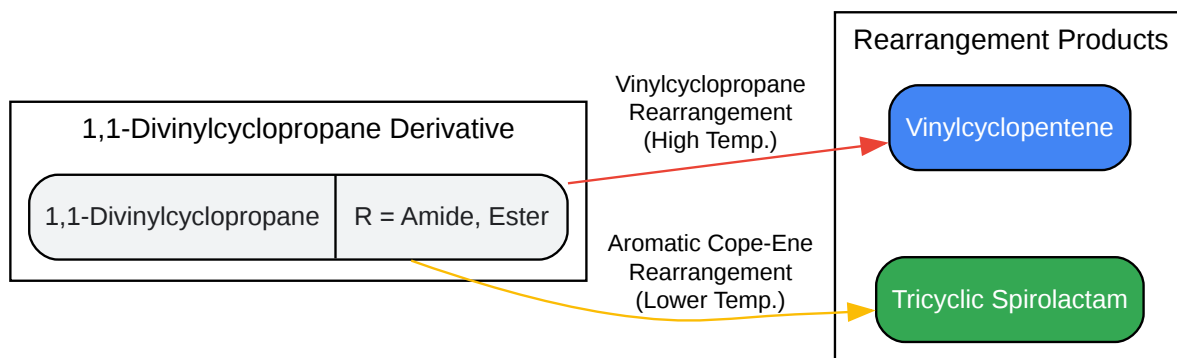 1,1-Divinylcyclopropane Derivative
1,1-Divinylcyclopropane
R = Amide, Ester
Vinylcyclopropane
Rearrangement
(High Temp.)
Aromatic Cope-Ene
Rearrangement
(Lower Temp.)
Rearrangement Products
Vinylcyclopentene
Tricyclic Spirolactam